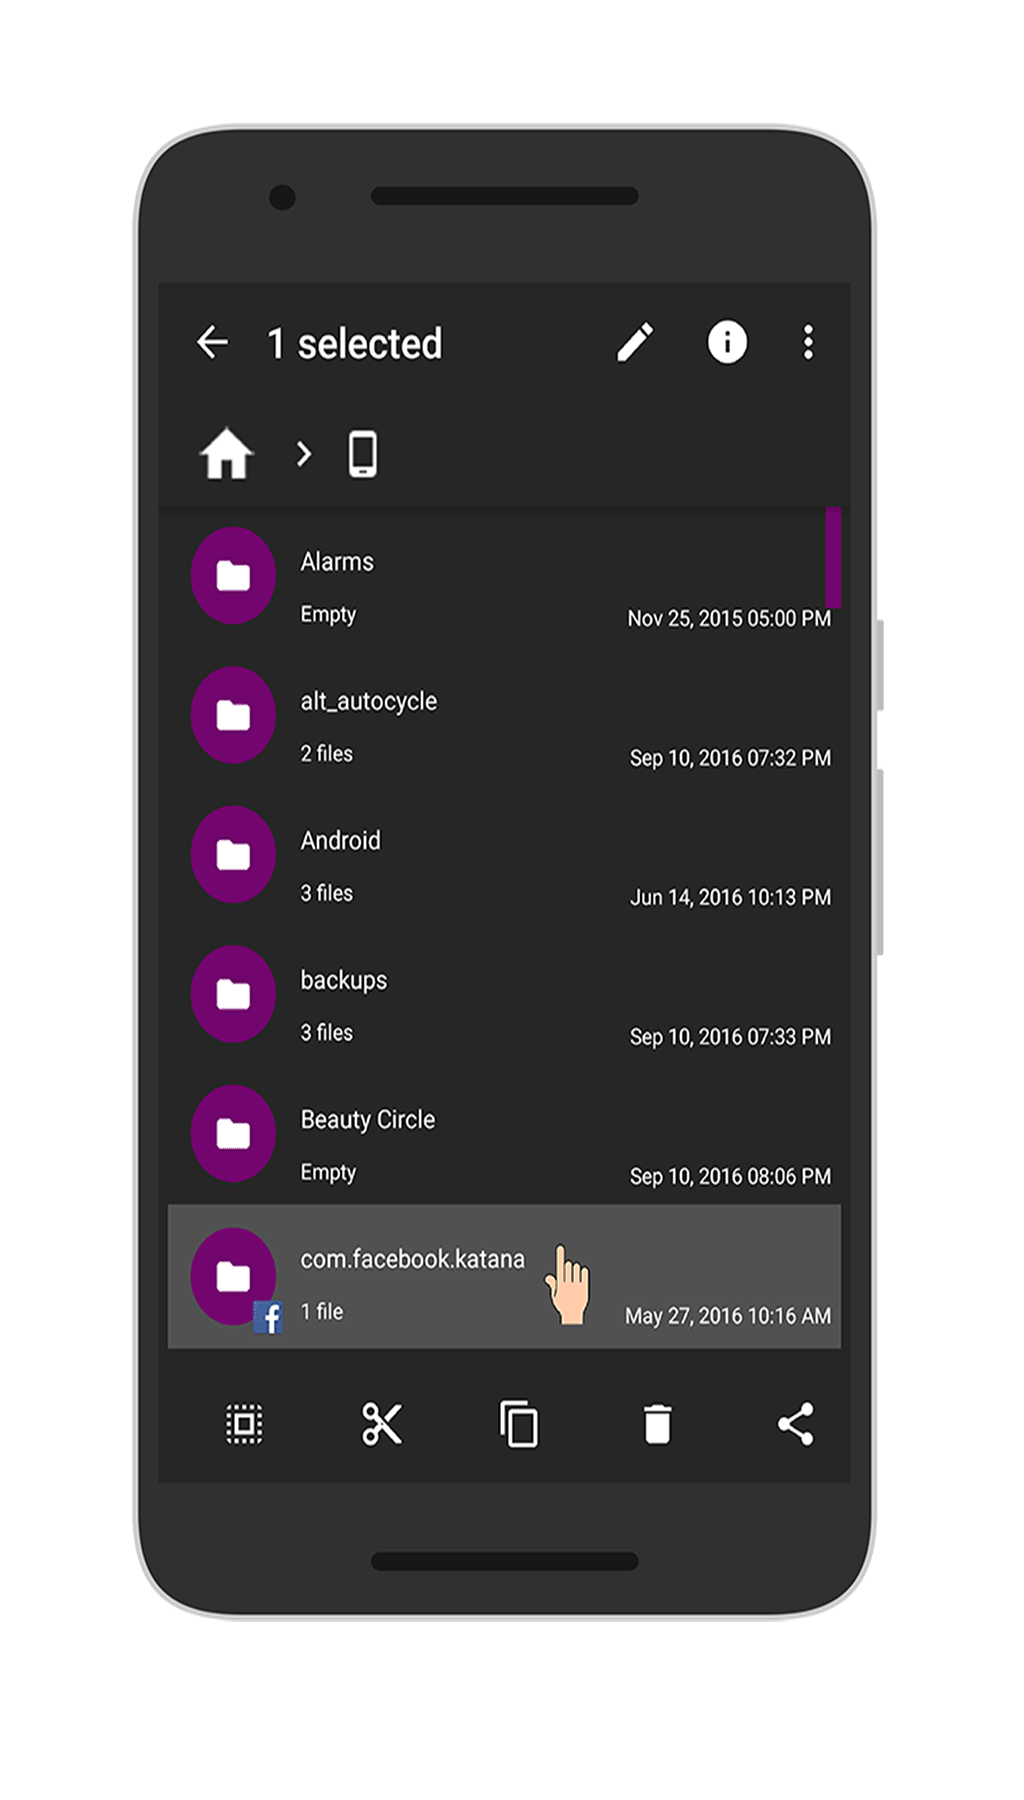 1 selected
Alarms
Empty
Nov 25, 2015 05:00 PM
alt_autocycle
2 files
Sep 10, 2016 07:32 PM
Android
3 files
Jun 14, 2016 10:13 PM
backups
3 files
Sep 10, 2016 07:33 PM
Beauty Circle
Empty
Sep 10, 2016 08:06 PM
com.facebook.katana
1 file
May 27, 2016 10:16 AM